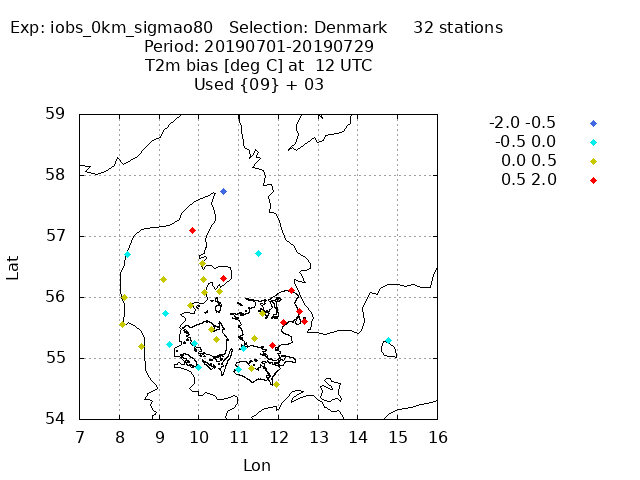 Exp: iobs_0km_sigmao80 Selection: Denmark 32 stations
Period: 20190701-20190729
T2m bias [deg C] at 12 UTC
Used {09} + 03
-2.0 -0.5
-0.5 0.0
0.0 0.5
0.5 2.0
Lat
59
58
57
56
55
54
7 8 9 10 11 12 13 14 15 16
Lon